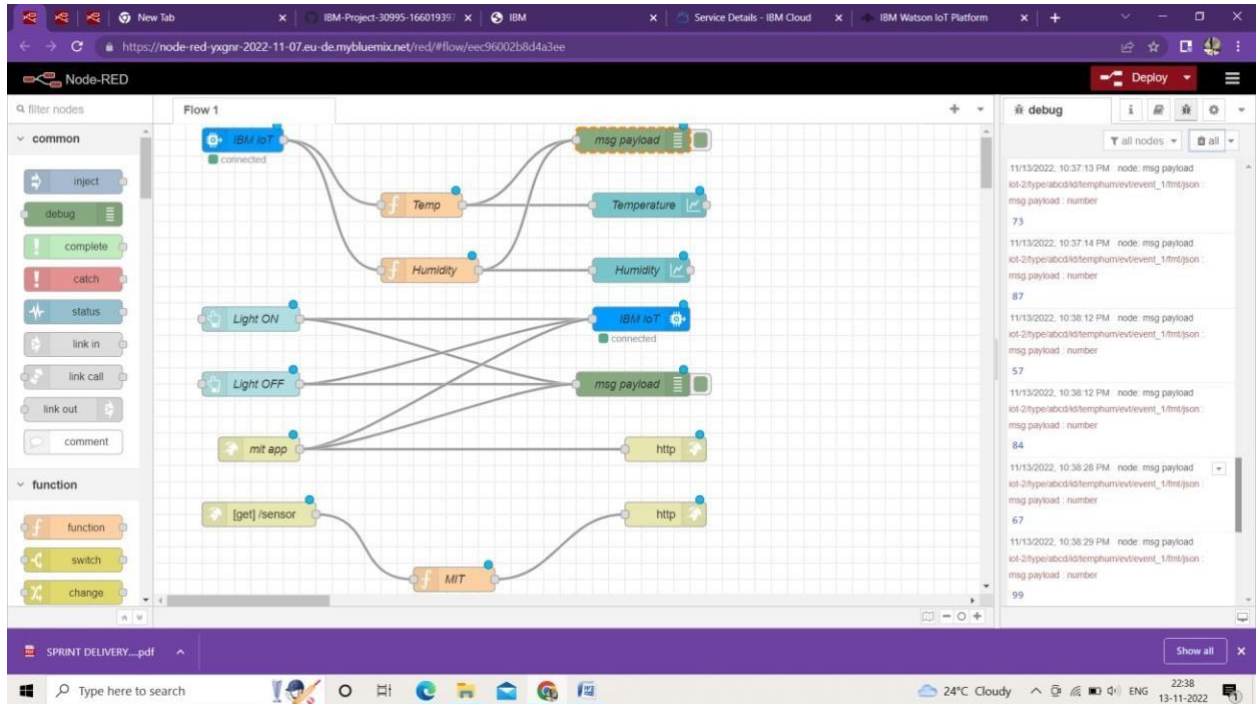 New Tab
IBM-Project-30995-16601939
IBM
Service Details - IBM Cloud
IBM Watson IoT Platform
https://node-red-yxgnr-2022-11-07.eu-de.mybluemix.net/red/#flow/eec96002b8d4a3ee
Node-RED
Deploy
filter nodes
Flow 1
debug
all nodes
all
common
inject
debug
complete
catch
status
link in
link call
link out
comment
function
function
switch
change
IBM IoT
connected
msg payload
Temp
Temperature
Humidity
Humidity
Light ON
IBM IoT
connected
Light OFF
msg payload
mit app
http
[get] /sensor
http
MIT
11/13/2022, 10:37:13 PM node: msg payload
iot-2/type/abcd/id/temphum/evt/event_1/fmt/json :
msg.payload : number
73
11/13/2022, 10:37:14 PM node: msg payload
iot-2/type/abcd/id/temphum/evt/event_1/fmt/json :
msg.payload : number
87
11/13/2022, 10:38:12 PM node: msg payload
iot-2/type/abcd/id/temphum/evt/event_1/fmt/json :
msg.payload : number
57
11/13/2022, 10:38:12 PM node: msg payload
iot-2/type/abcd/id/temphum/evt/event_1/fmt/json :
msg.payload : number
84
11/13/2022, 10:38:28 PM node: msg payload
iot-2/type/abcd/id/temphum/evt/event_1/fmt/json :
msg.payload : number
67
11/13/2022, 10:38:29 PM node: msg payload
iot-2/type/abcd/id/temphum/evt/event_1/fmt/json :
msg.payload : number
99
SPRINT DELIVERY....pdf
Show all
Type here to search
24°C Cloudy
ENG
22:38
13-11-2022